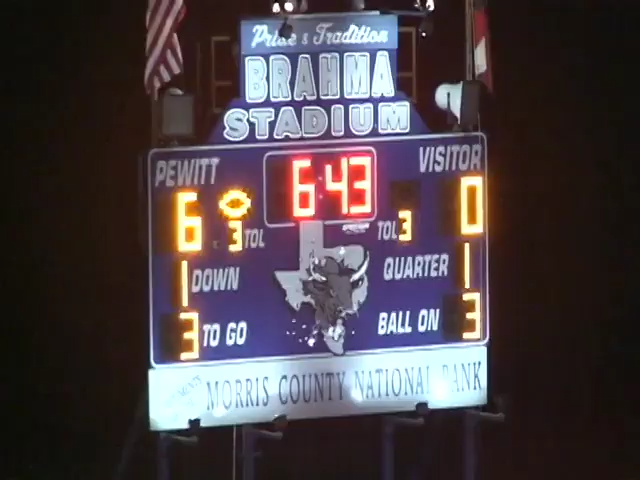 Pride & Tradition
BRAHMA
STADIUM
PEWITT 6:43 VISITOR
6 3 TOL TOL 3 0
1 DOWN QUARTER 1
3 TO GO BALL ON 3
MORRIS COUNTY NATIONAL BANK